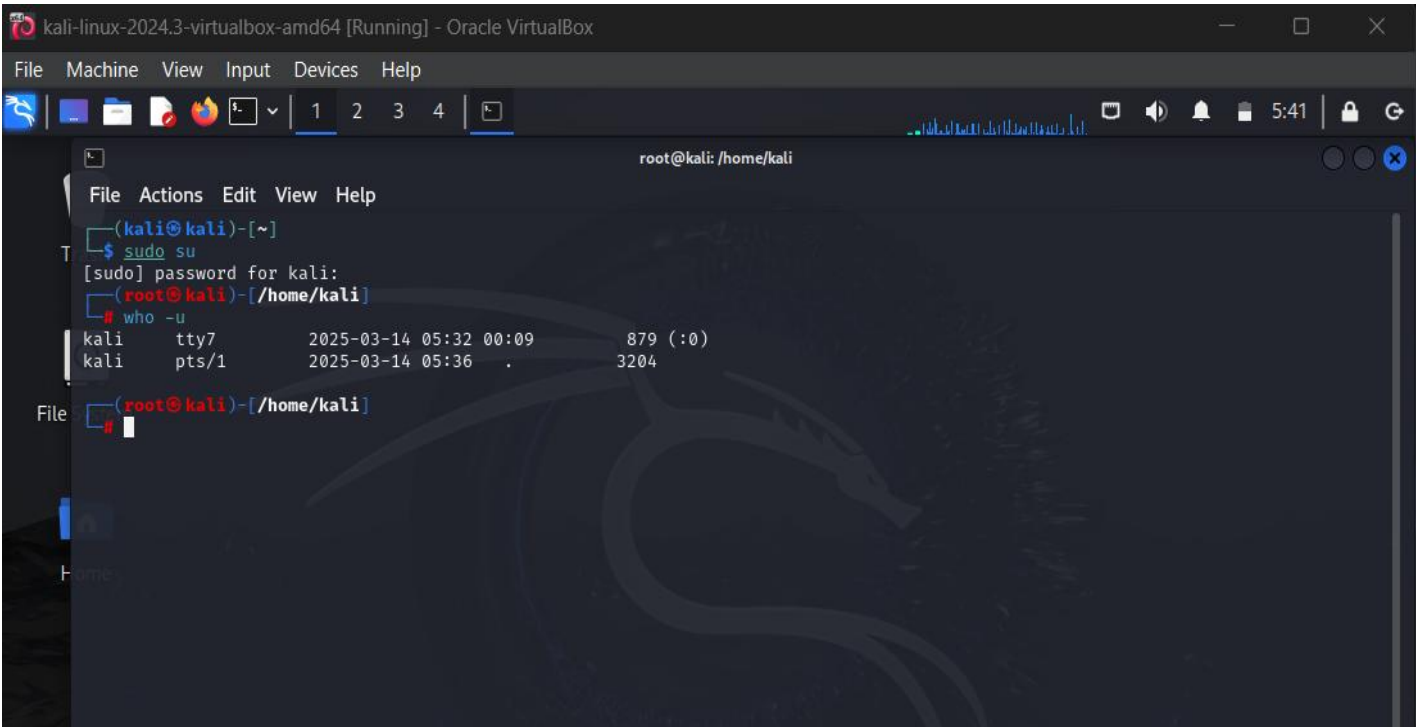 kali-linux-2024.3-virtualbox-amd64 [Running] - Oracle VirtualBox
File Machine View Input Devices Help
1 2 3 4 5:41
root@kali: /home/kali
File Actions Edit View Help
(kali㉿kali)-[~]
$ sudo su
[sudo] password for kali:
(root㉿kali)-[/home/kali]
# who -u
kali tty7 2025-03-14 05:32 00:09 879 (:0)
kali pts/1 2025-03-14 05:36 . 3204
(root㉿kali)-[/home/kali]
#
File
Home